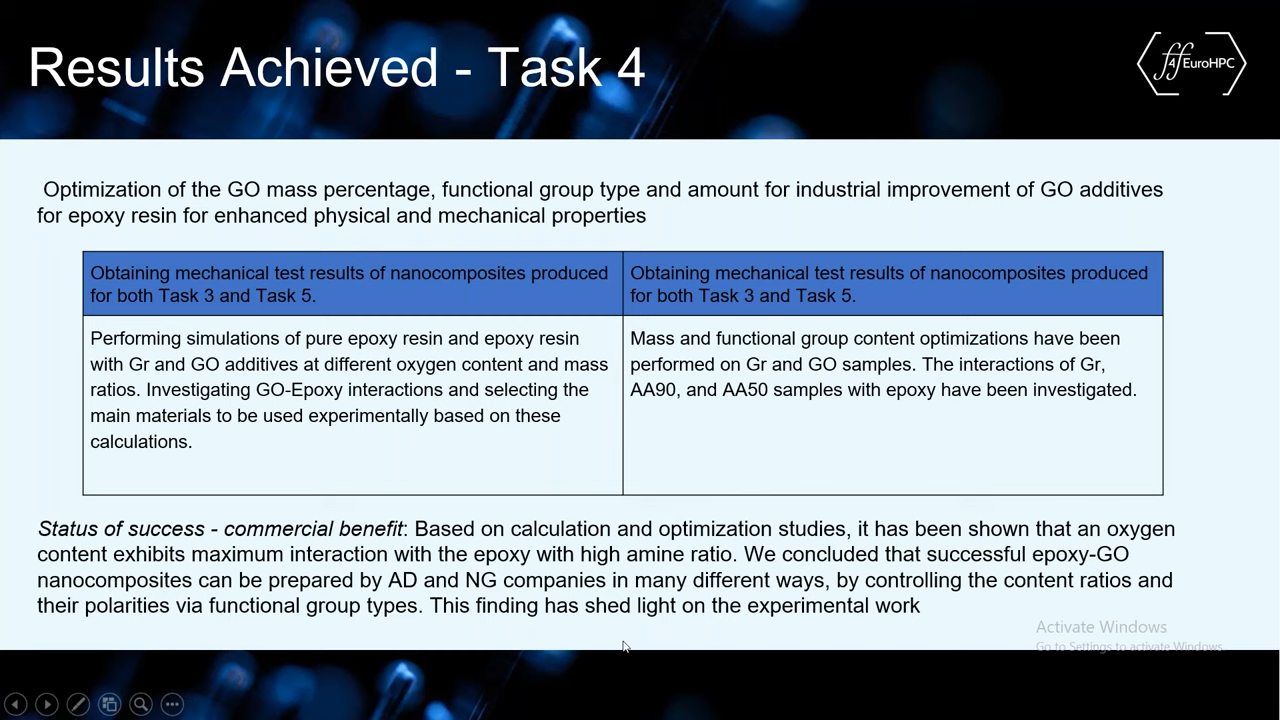 Results Achieved - Task 4
ff4EuroHPC
Optimization of the GO mass percentage, functional group type and amount for industrial improvement of GO additives
for epoxy resin for enhanced physical and mechanical properties
Obtaining mechanical test results of nanocomposites produced
for both Task 3 and Task 5.
Obtaining mechanical test results of nanocomposites produced
for both Task 3 and Task 5.
Performing simulations of pure epoxy resin and epoxy resin
with Gr and GO additives at different oxygen content and mass
ratios. Investigating GO-Epoxy interactions and selecting the
main materials to be used experimentally based on these
calculations.
Mass and functional group content optimizations have been
performed on Gr and GO samples. The interactions of Gr,
AA90, and AA50 samples with epoxy have been investigated.
Status of success - commercial benefit: Based on calculation and optimization studies, it has been shown that an oxygen
content exhibits maximum interaction with the epoxy with high amine ratio. We concluded that successful epoxy-GO
nanocomposites can be prepared by AD and NG companies in many different ways, by controlling the content ratios and
their polarities via functional group types. This finding has shed light on the experimental work
Activate Windows
Go to Settings to activate Windows.